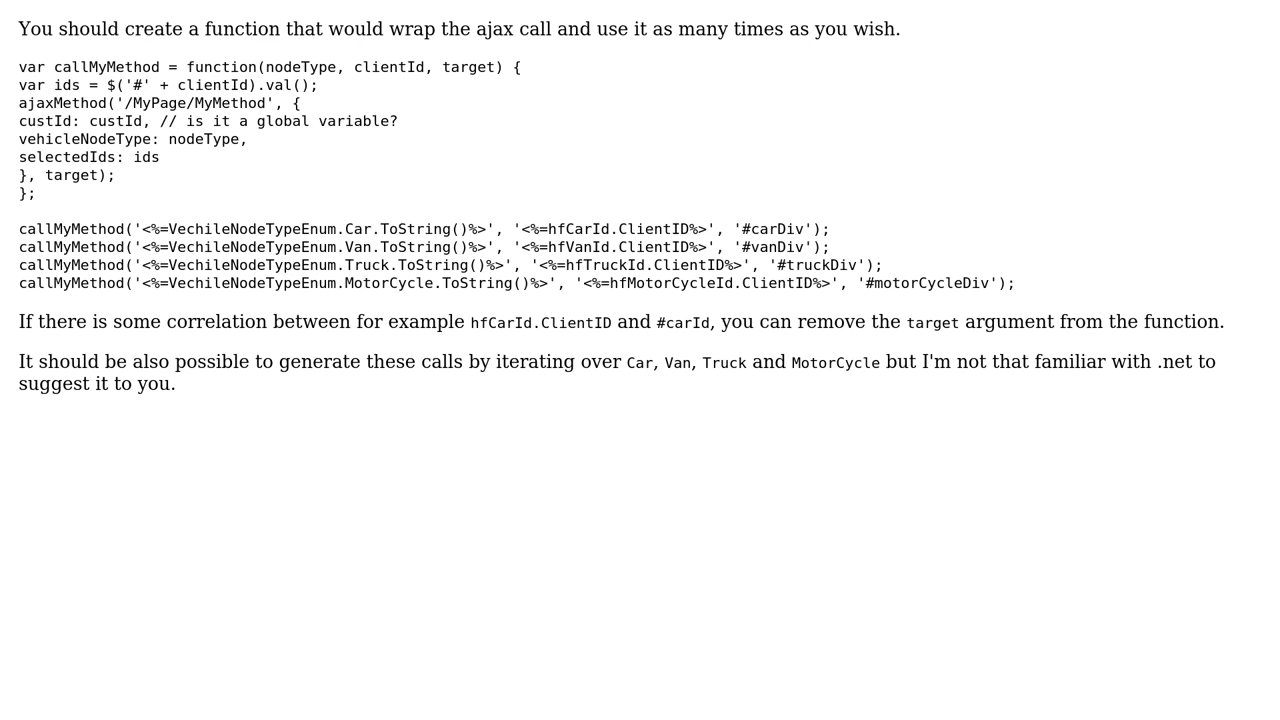 You should create a function that would wrap the ajax call and use it as many times as you wish.
var callMyMethod = function(nodeType, clientId, target) {
var ids = $('#' + clientId).val();
ajaxMethod('/MyPage/MyMethod', {
custId: custId, // is it a global variable?
vehicleNodeType: nodeType,
selectedIds: ids
}, target);
};
callMyMethod('<%=VechileNodeTypeEnum.Car.ToString()%>', '<%=hfCarId.ClientID%>', '#carDiv');
callMyMethod('<%=VechileNodeTypeEnum.Van.ToString()%>', '<%=hfVanId.ClientID%>', '#vanDiv');
callMyMethod('<%=VechileNodeTypeEnum.Truck.ToString()%>', '<%=hfTruckId.ClientID%>', '#truckDiv');
callMyMethod('<%=VechileNodeTypeEnum.MotorCycle.ToString()%>', '<%=hfMotorCycleId.ClientID%>', '#motorCycleDiv');
If there is some correlation between for example hfCarId.ClientID and #carId, you can remove the target argument from the function.
It should be also possible to generate these calls by iterating over Car, Van, Truck and MotorCycle but I'm not that familiar with .net to
suggest it to you.